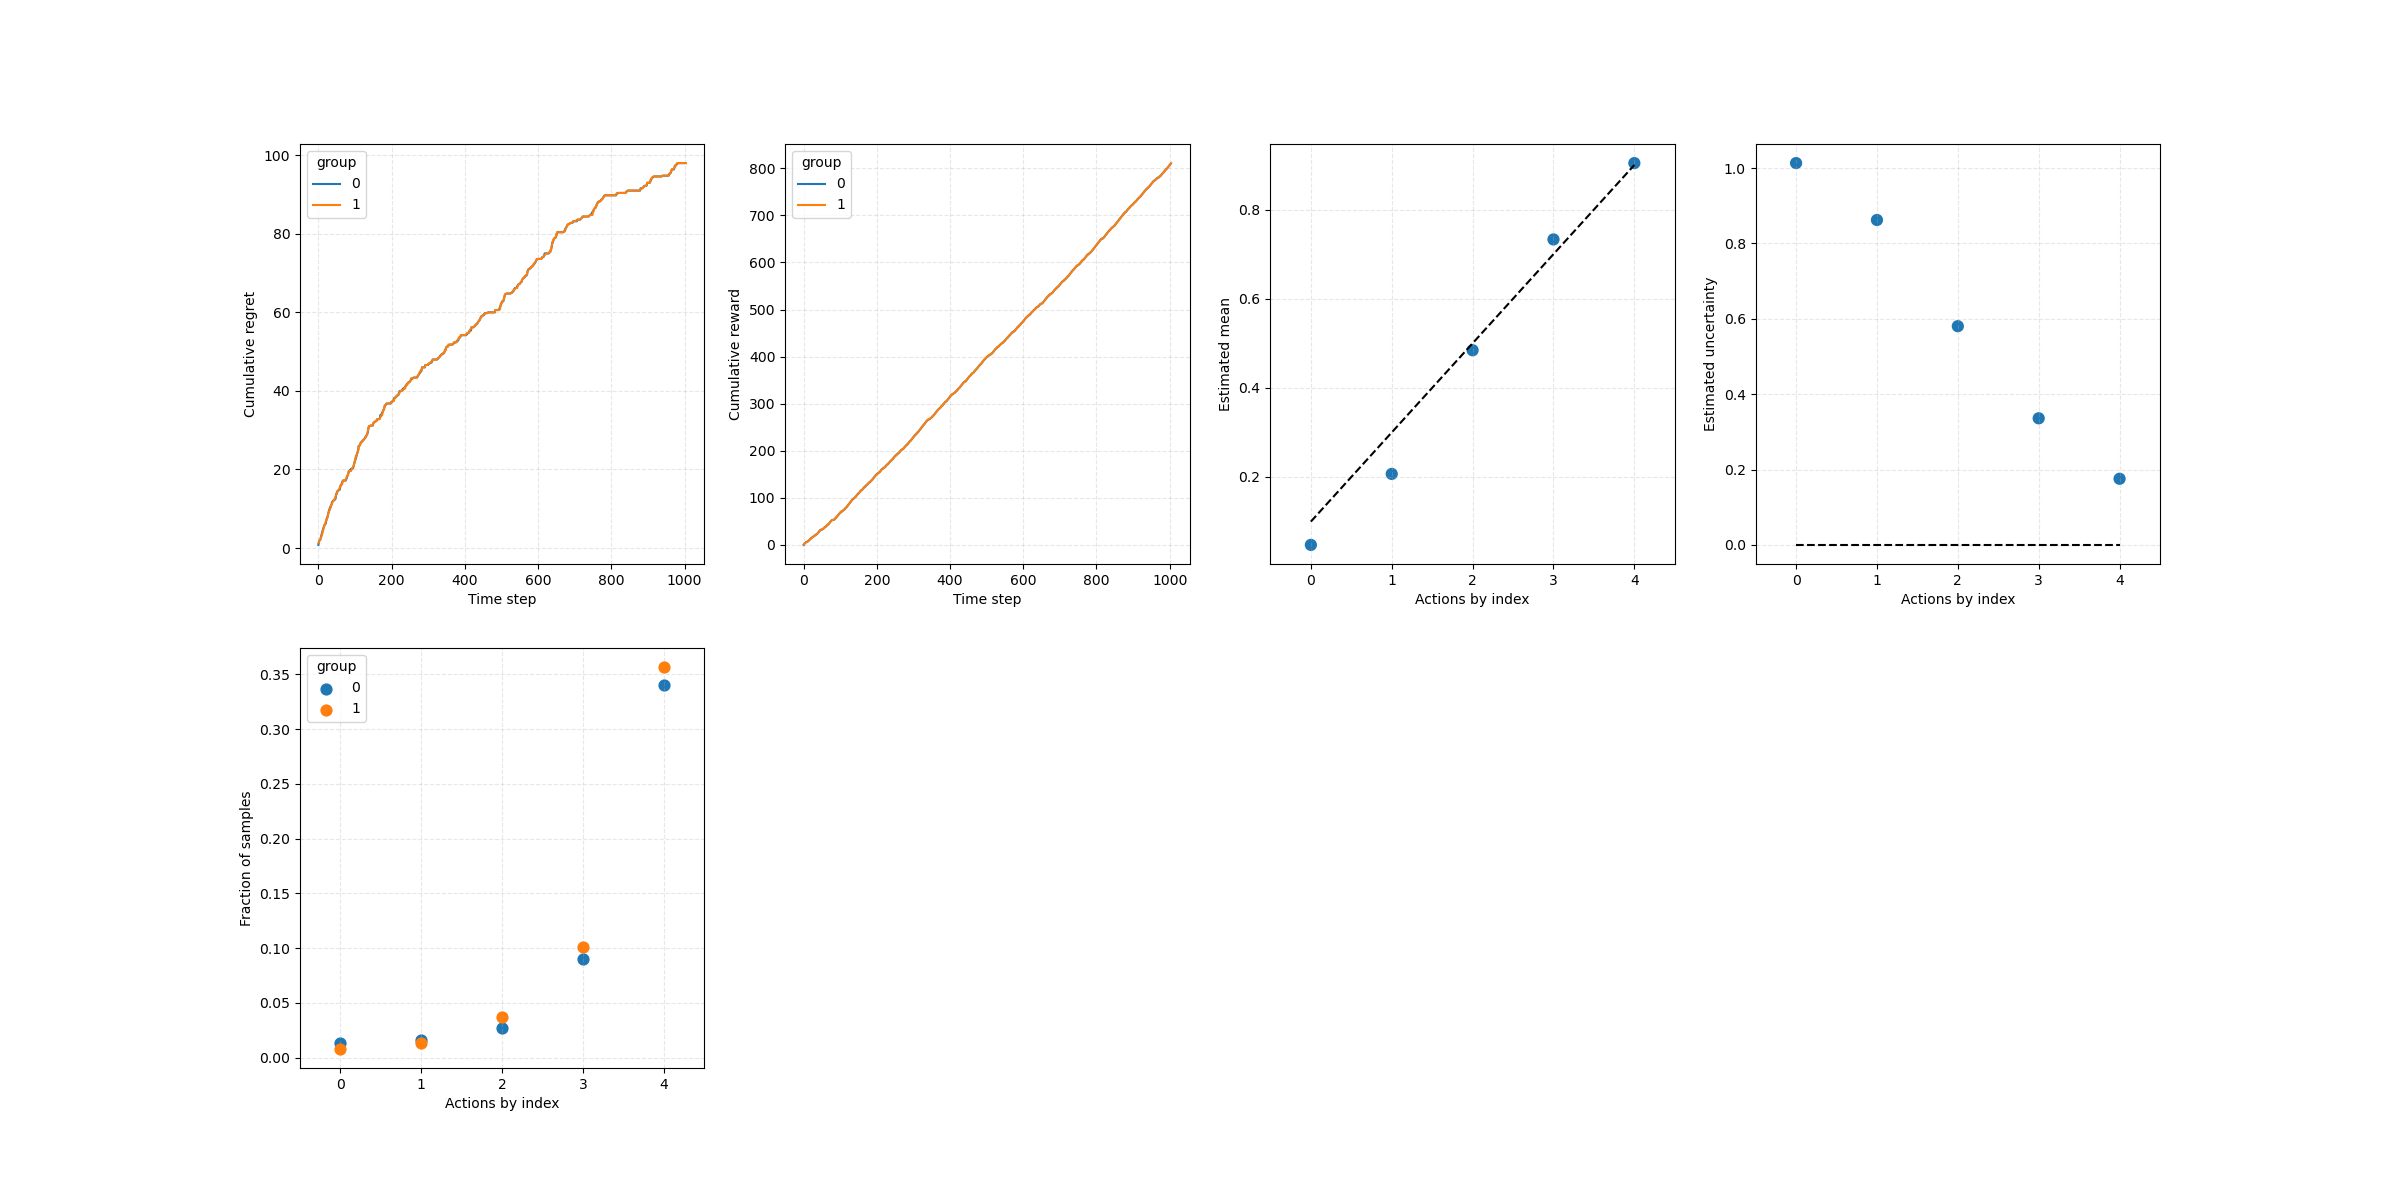 group
0
1
100
80
60
40
20
0
Cumulative regret
0 200 400 600 800 1000
Time step
group
0
1
800
700
600
500
400
300
200
100
0
Cumulative reward
0 200 400 600 800 1000
Time step
0.8
0.6
0.4
0.2
Estimated mean
0 1 2 3 4
Actions by index
1.0
0.8
0.6
0.4
0.2
0.0
Estimated uncertainty
0 1 2 3 4
Actions by index
group
0
1
0.35
0.30
0.25
0.20
0.15
0.10
0.05
0.00
Fraction of samples
0 1 2 3 4
Actions by index